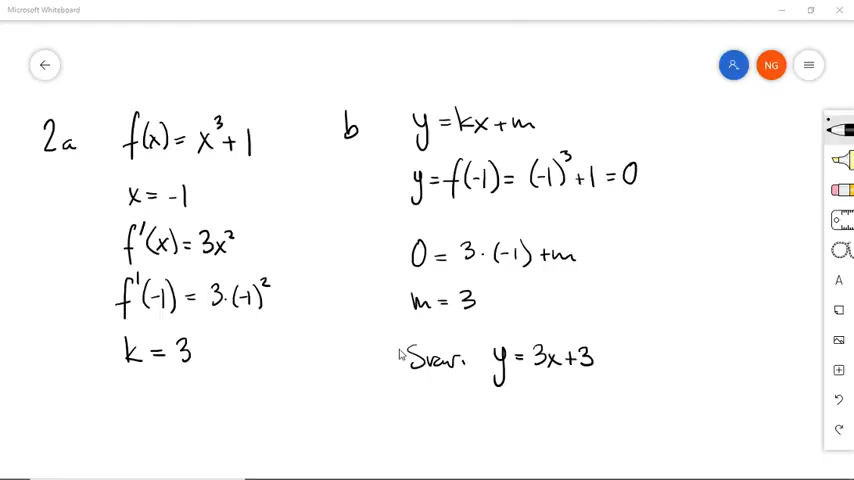 Microsoft Whiteboard
NG
2a
f(x) = x³ + 1
x = -1
f'(x) = 3x²
f'(-1) = 3·(-1)²
k = 3
b
y = kx + m
y = f(-1) = (-1)³ + 1 = 0
0 = 3·(-1) + m
m = 3
Svar. y = 3x + 3
A